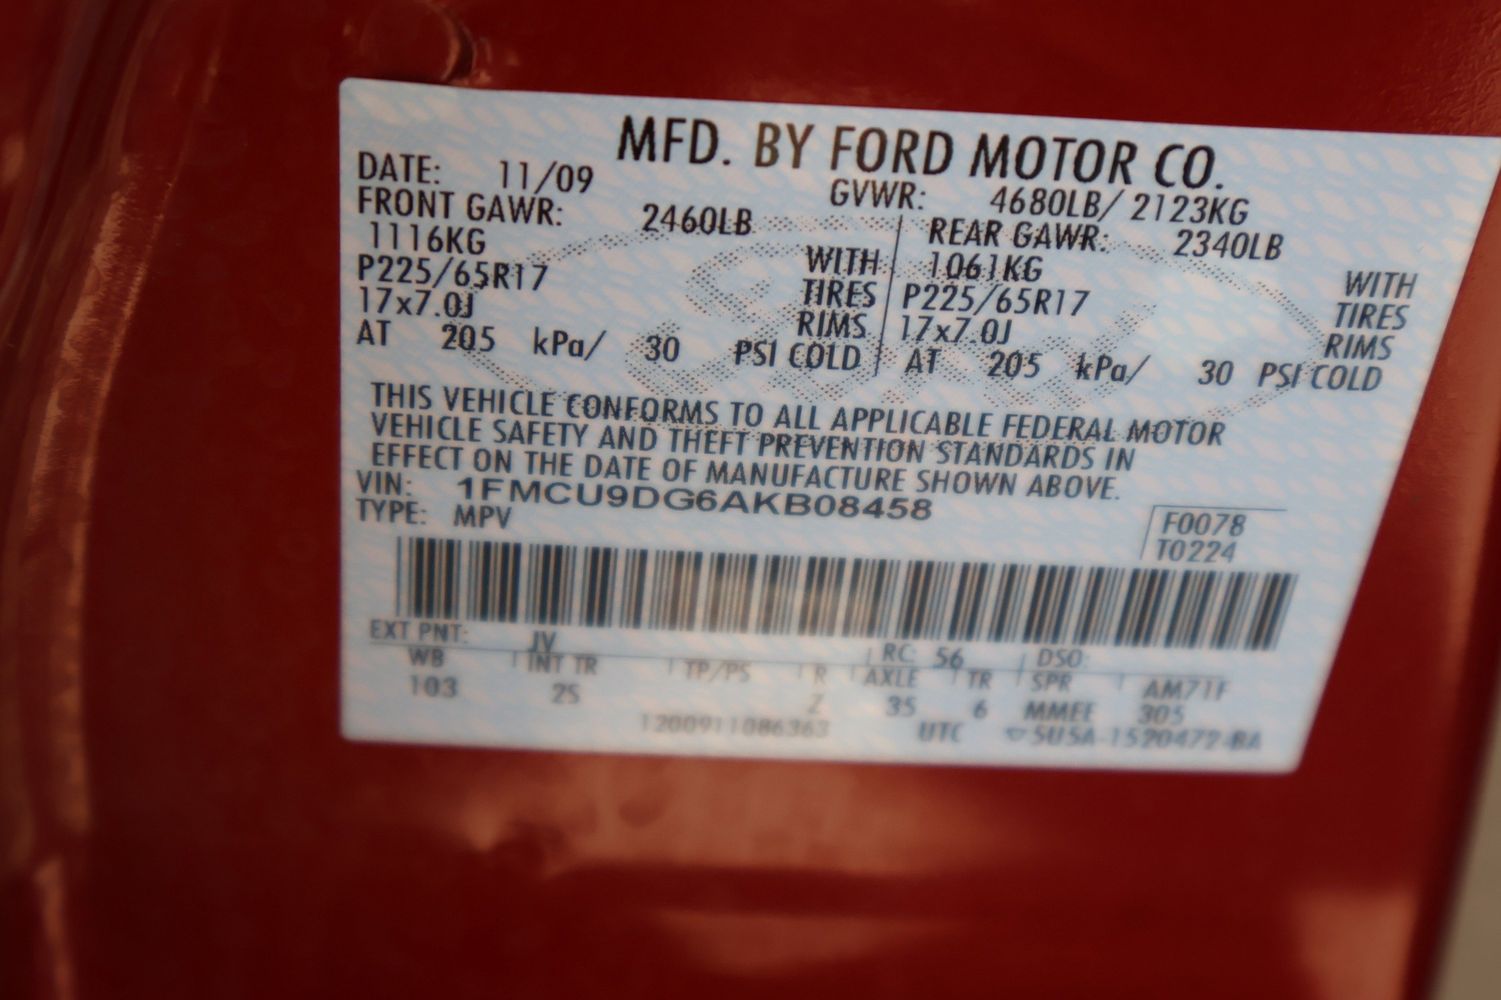 MFD. BY FORD MOTOR CO.
DATE: 11/09 GVWR: 4680LB/ 2123KG
FRONT GAWR: 2460LB REAR GAWR: 2340LB
1116KG WITH 1061KG WITH
P225/65R17 TIRES P225/65R17 TIRES
17x7.0J RIMS 17x7.0J RIMS
AT 205 kPa/ 30 PSI COLD AT 205 kPa/ 30 PSI COLD
THIS VEHICLE CONFORMS TO ALL APPLICABLE FEDERAL MOTOR
VEHICLE SAFETY AND THEFT PREVENTION STANDARDS IN
EFFECT ON THE DATE OF MANUFACTURE SHOWN ABOVE.
VIN: 1FMCU9DG6AKB08458
TYPE: MPV F0078
T0224
EXT PNT: JV RC: 56 DSO:
WB INT TR TP/PS R AXLE TR SPR AM71F
103 25 Z 35 6 MMEE 305
1200911086363 UTC 5U5A-1520472-BA